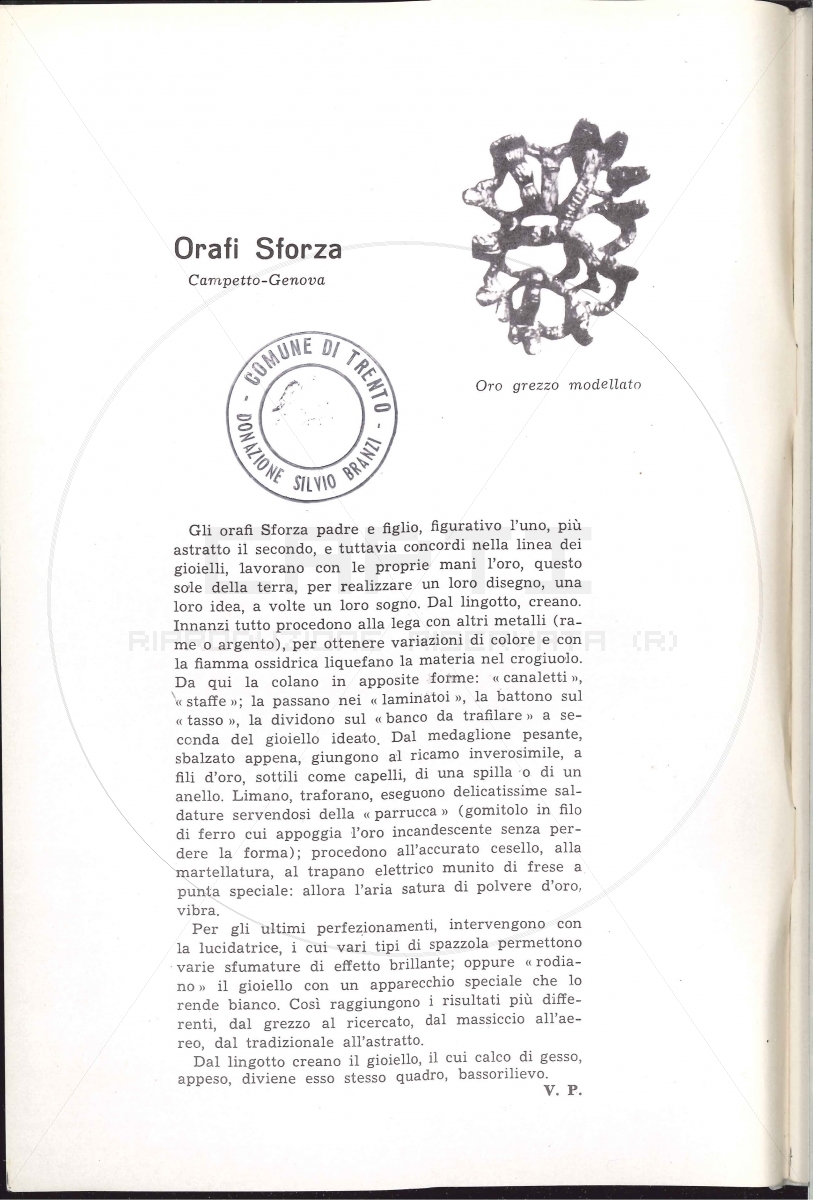 Orafi Sforza
Campetto-Genova
Oro grezzo modellato
COMUNE DI TRENTO
- DONAZIONE SILVIO BRANZI -
Gli orafi Sforza padre e figlio, figurativo l'uno, più
astratto il secondo, e tuttavia concordi nella linea dei
gioielli, lavorano con le proprie mani l'oro, questo
sole della terra, per realizzare un loro disegno, una
loro idea, a volte un loro sogno. Dal lingotto, creano.
Innanzi tutto procedono alla lega con altri metalli (ra-
me o argento), per ottenere variazioni di colore e con
la fiamma ossidrica liquefano la materia nel crogiuolo.
Da qui la colano in apposite forme: « canaletti »,
« staffe »; la passano nei « laminatoi », la battono sul
« tasso », la dividono sul « banco da trafilare » a se-
conda del gioiello ideato. Dal medaglione pesante,
sbalzato appena, giungono al ricamo inverosimile, a
fili d'oro, sottili come capelli, di una spilla o di un
anello. Limano, traforano, eseguono delicatissime sal-
dature servendosi della « parrucca » (gomitolo in filo
di ferro cui appoggia l'oro incandescente senza per-
dere la forma); procedono all'accurato cesello, alla
martellatura, al trapano elettrico munito di frese a
punta speciale: allora l'aria satura di polvere d'oro,
vibra.
Per gli ultimi perfezionamenti, intervengono con
la lucidatrice, i cui vari tipi di spazzola permettono
varie sfumature di effetto brillante; oppure « rodia-
no » il gioiello con un apparecchio speciale che lo
rende bianco. Così raggiungono i risultati più diffe-
renti, dal grezzo al ricercato, dal massiccio all'ae-
reo, dal tradizionale all'astratto.
Dal lingotto creano il gioiello, il cui calco di gesso,
appeso, diviene esso stesso quadro, bassorilievo.
V. P.
RIPRODUZIONE RISERVATA (R)